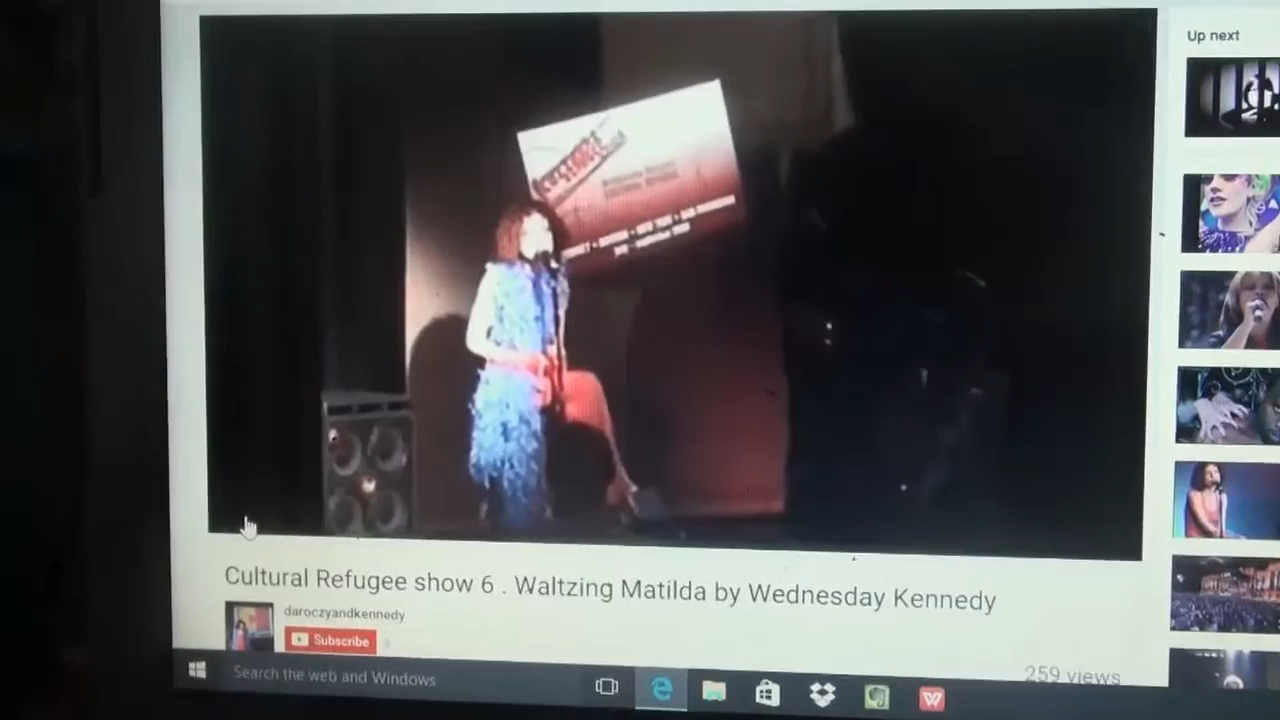 Up next
Cultural Refugee show 6 . Waltzing Matilda by Wednesday Kennedy
daroczyandkennedy
Subscribe
Search the web and Windows
259 views